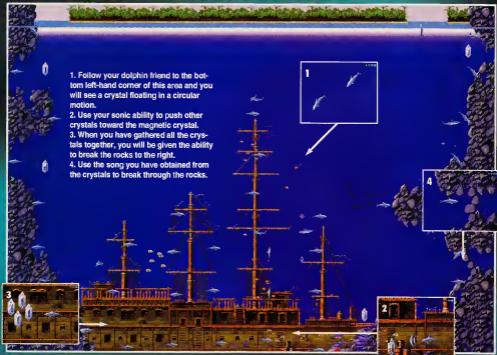 1. Follow your dolphin friend to the bot-
tom left-hand corner of this area and you
will see a crystal floating in a circular
motion.
2. Use your sonic ability to push other
crystals toward the magnetic crystal.
3. When you have gathered all the crys-
tals together, you will be given the ability
to break the rocks to the right.
4. Use the song you have obtained from
the crystals to break through the rocks.
1
4
3
2